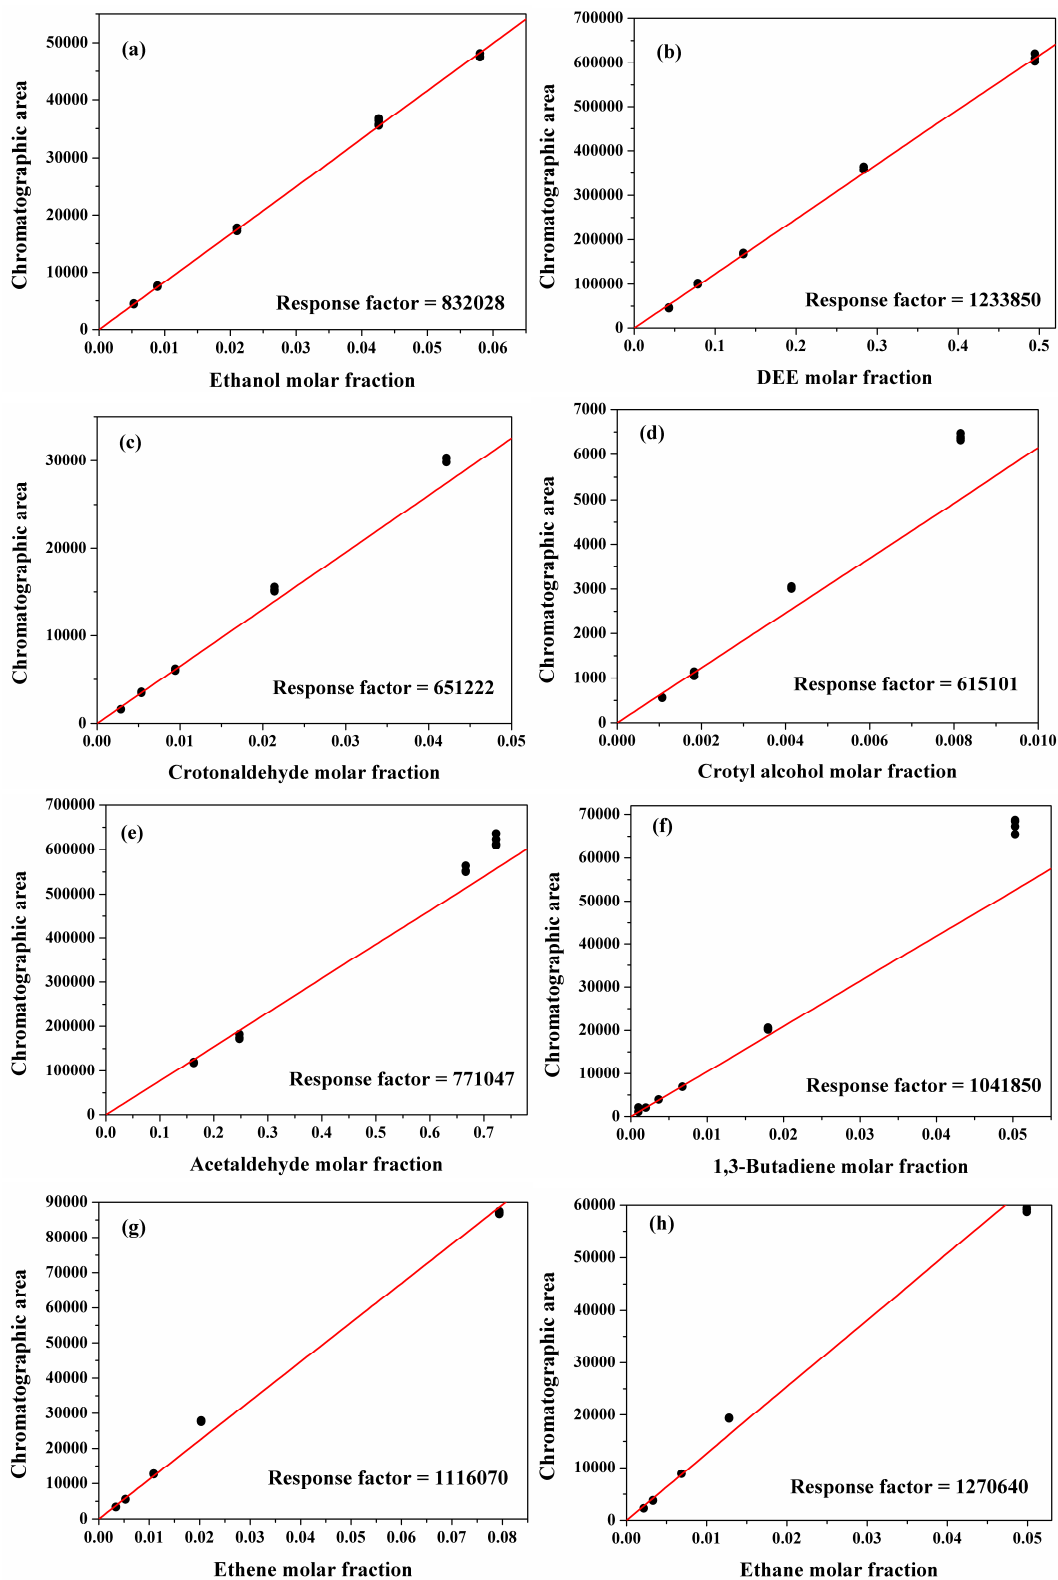 (a)
Chromatographic area
50000
40000
30000
20000
10000
0
0.00 0.01 0.02 0.03 0.04 0.05 0.06
Response factor = 832028
Ethanol molar fraction
(b)
Chromatographic area
700000
600000
500000
400000
300000
200000
100000
0
0.0 0.1 0.2 0.3 0.4 0.5
Response factor = 1233850
DEE molar fraction
(c)
Chromatographic area
30000
20000
10000
0
0.00 0.01 0.02 0.03 0.04 0.05
Response factor = 651222
Crotonaldehyde molar fraction
(d)
Chromatographic area
7000
6000
5000
4000
3000
2000
1000
0
0.000 0.002 0.004 0.006 0.008 0.010
Response factor = 615101
Crotyl alcohol molar fraction
(e)
Chromatographic area
700000
600000
500000
400000
300000
200000
100000
0
0.0 0.1 0.2 0.3 0.4 0.5 0.6 0.7
Response factor = 771047
Acetaldehyde molar fraction
(f)
Chromatographic area
70000
60000
50000
40000
30000
20000
10000
0
0.00 0.01 0.02 0.03 0.04 0.05
Response factor = 1041850
1,3-Butadiene molar fraction
(g)
Chromatographic area
90000
80000
70000
60000
50000
40000
30000
20000
10000
0
0.00 0.01 0.02 0.03 0.04 0.05 0.06 0.07 0.08
Response factor = 1116070
Ethene molar fraction
(h)
Chromatographic area
60000
50000
40000
30000
20000
10000
0
0.00 0.01 0.02 0.03 0.04 0.05
Response factor = 1270640
Ethane molar fraction